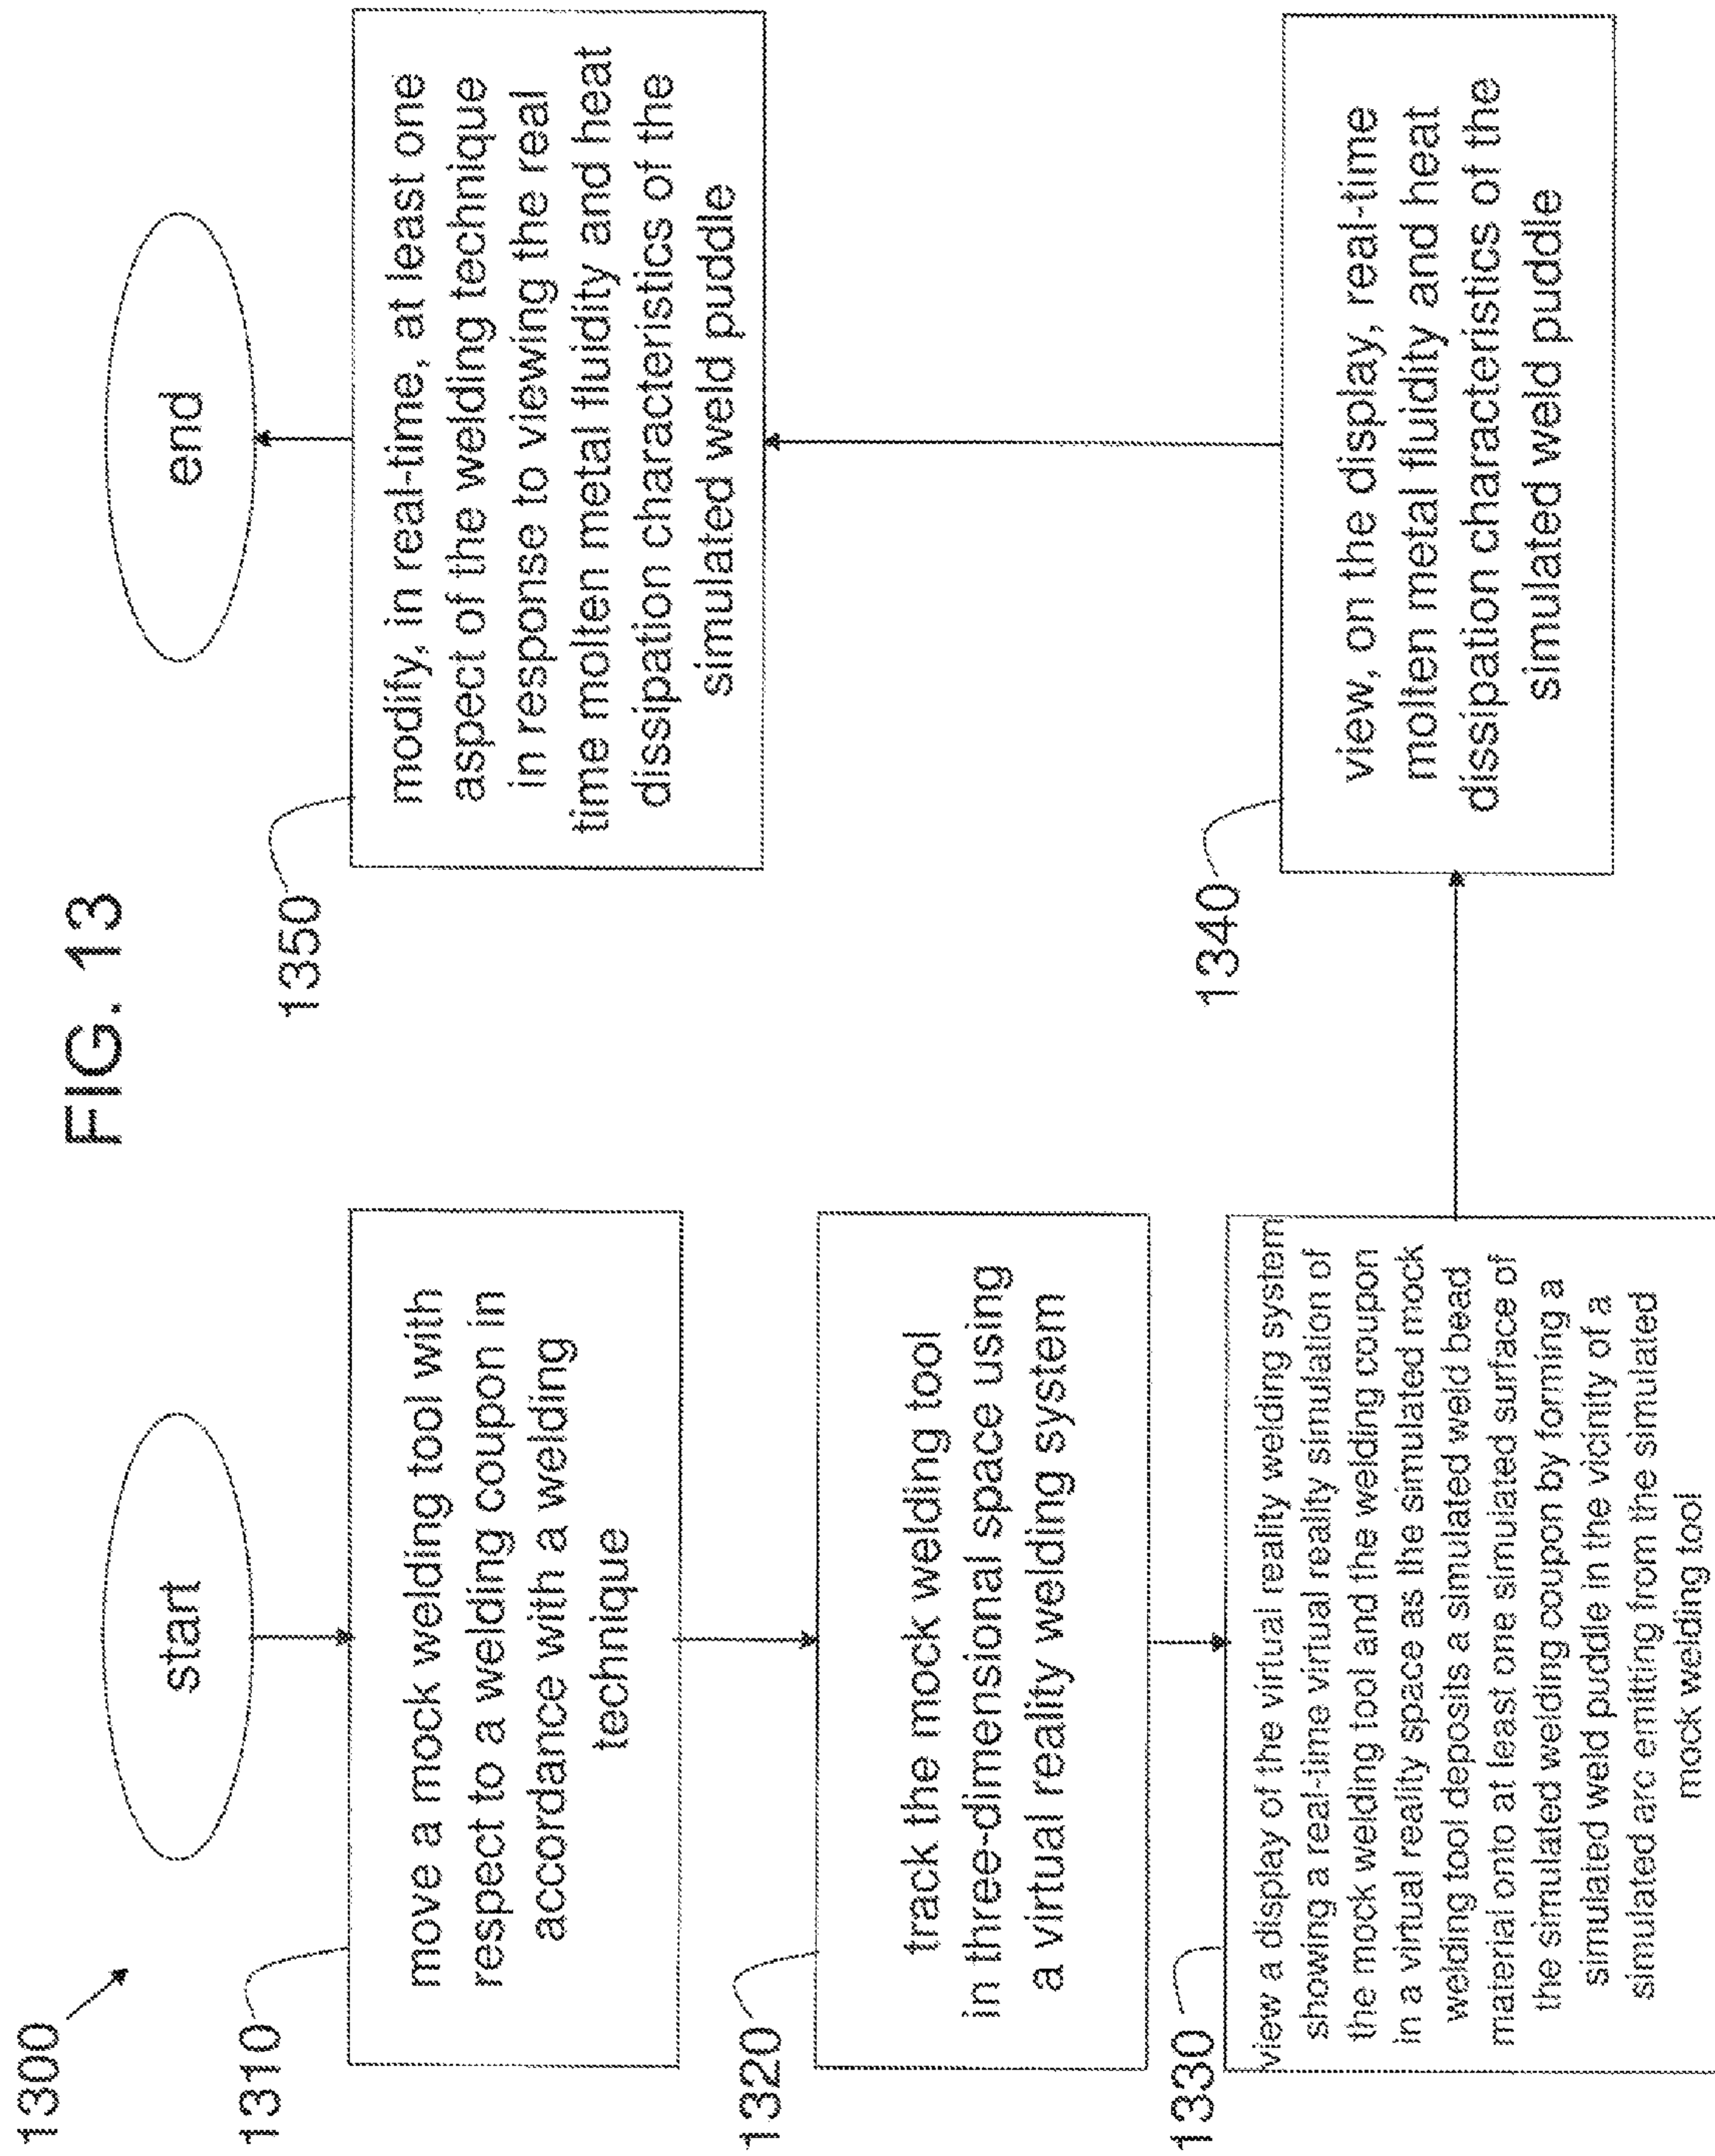 FIG. 13
1300
start
1310
move a mock welding tool with
respect to a welding coupon in
accordance with a welding
technique
1320
track the mock welding tool
in three-dimensional space using
a virtual reality welding system
1330
view a display of the virtual reality welding system
showing a real-time virtual reality simulation of
the mock welding tool and the welding coupon
in a virtual reality space as the simulated mock
welding tool deposits a simulated weld bead
material onto at least one simulated surface of
the simulated welding coupon by forming a
simulated weld puddle in the vicinity of a
simulated arc emitting from the simulated
mock welding tool
1340
view, on the display, real-time
molten metal fluidity and heat
dissipation characteristics of the
simulated weld puddle
1350
modify, in real-time, at least one
aspect of the welding technique
in response to viewing the real
time molten metal fluidity and heat
dissipation characteristics of the
simulated weld puddle
end